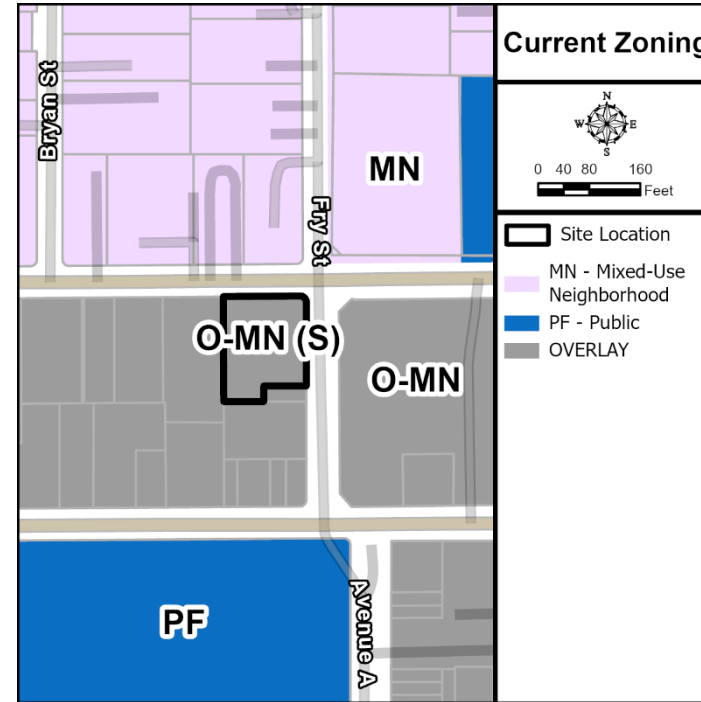 Current Zoning
N
W E
S
0 40 80 160
Feet
Site Location
MN - Mixed-Use
Neighborhood
PF - Public
OVERLAY
Bryan St
MN
Fry St
O-MN (S)
O-MN
PF
Avenue A